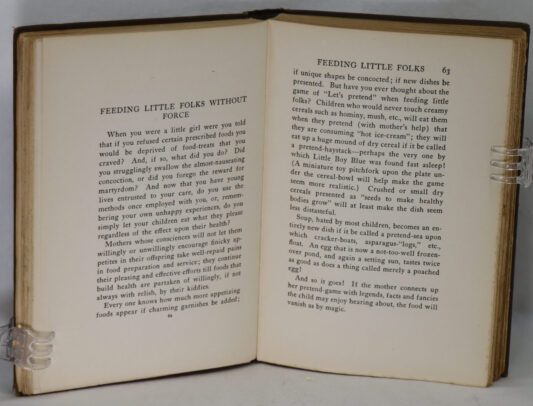 FEEDING LITTLE FOLKS WITHOUT
FORCE
When you were a little girl were you told
that if you refused certain prescribed foods you
would be deprived of food-treats that you
craved? And, if so, what did you do? Did
you strugglingly swallow the almost-nauseating
concoction, or did you forego the reward for
martyrdom? And now that you have young
lives entrusted to your care, do you use the
methods once employed with you, or, remem-
bering your own unhappy experiences, do you
simply let your children eat what they please
regardless of the effect upon their health?
Mothers whose consciences will not let them
willingly or unwillingly encourage finicky ap-
petites in their offspring take well-repaid pains
in food preparation and service; they continue
their pleasing and effective efforts till foods that
build health are partaken of willingly, if not
always with relish, by their kiddies.
Every one knows how much more appetizing
foods appear if charming garnishes be added;
62
FEEDING LITTLE FOLKS 63
if unique shapes be concocted; if new dishes be
presented. But have you ever thought about the
game of "Let's pretend" when feeding little
folks? Children who would never touch creamy
cereals such as hominy, mush, etc., will eat them
when they pretend (with mother's help) that
they are consuming "hot ice-cream"; they will
eat up a huge mound of dry cereal if it be called
a pretend-haystack—perhaps the very one by
which Little Boy Blue was found fast asleep!
(A miniature toy pitchfork upon the plate un-
der the cereal-bowl will help make the game
seem more realistic.) Crushed or small dry
cereals presented as "seeds to make healthy
bodies grow" will at least make the dish seem
less distasteful.
Soup, hated by most children, becomes an en-
tirely new dish if it be called a pretend-sea upon
which cracker-boats, asparagus-"logs," etc.,
float. An egg that is now a not-too-well frozen-
over pond, and again a setting sun, tastes twice
as good as does a thing called merely a poached
egg!
And so it goes! If the mother connects up
her pretend-game with legends, facts and fancies
the child may enjoy hearing about, the food will
vanish as by magic.